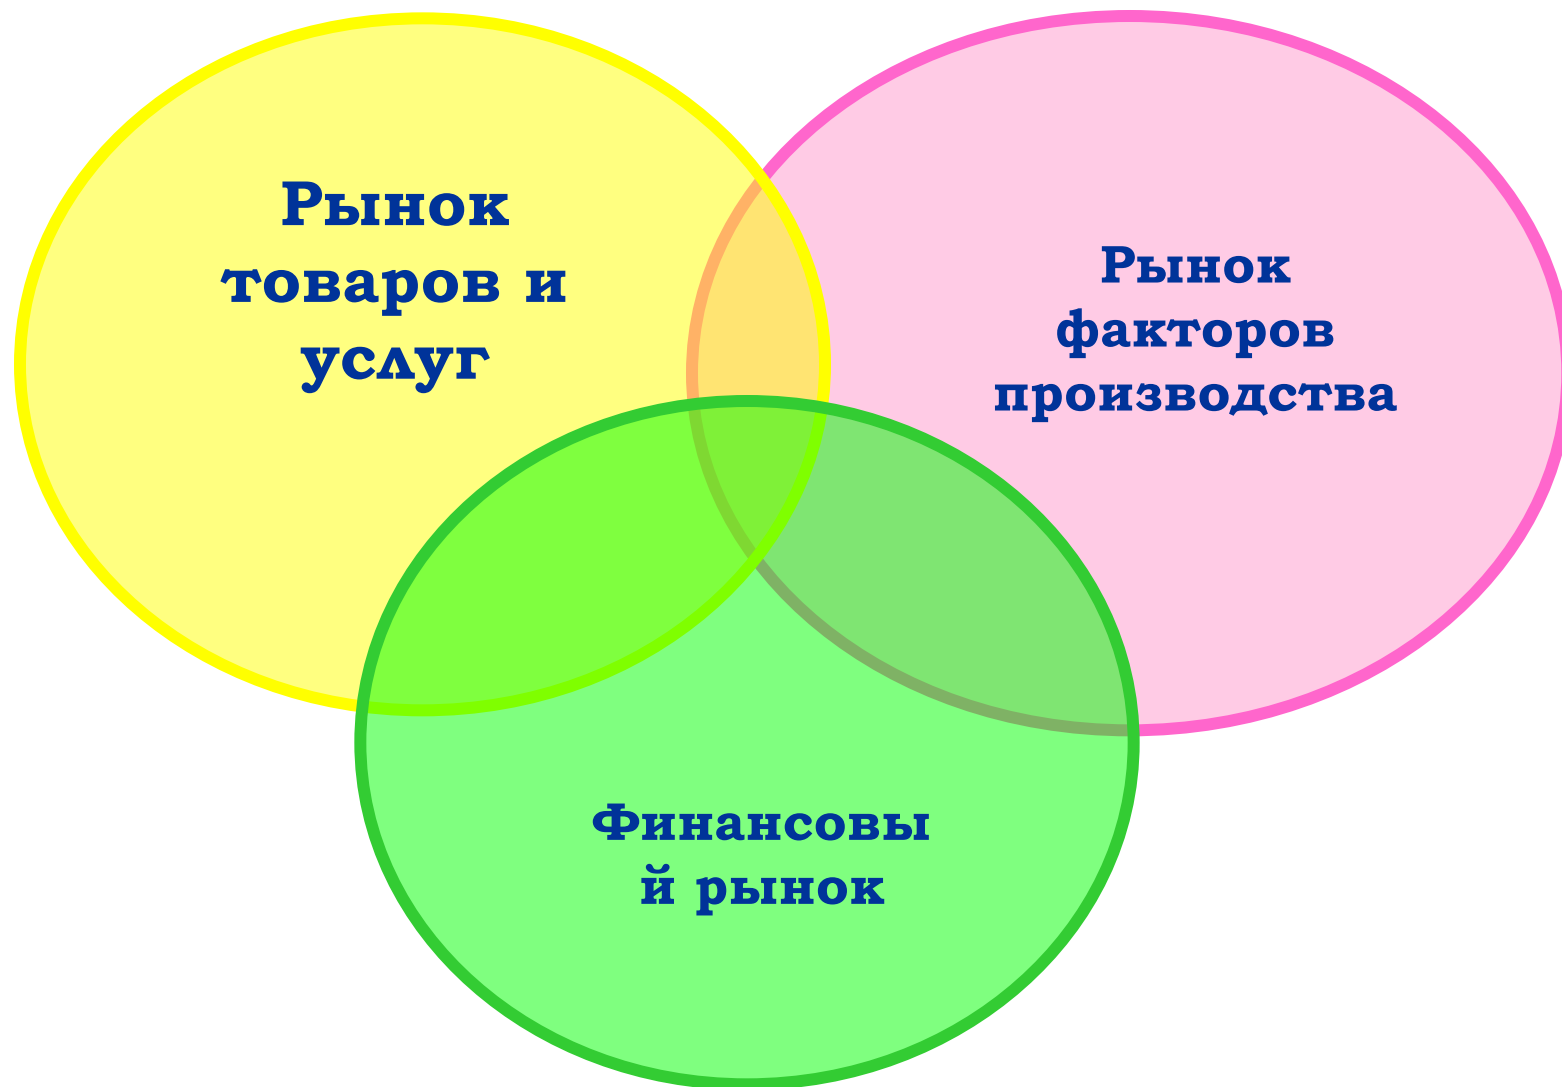 Рынок
товаров и
услуг
Рынок
факторов
производства
Финансовы
й рынок